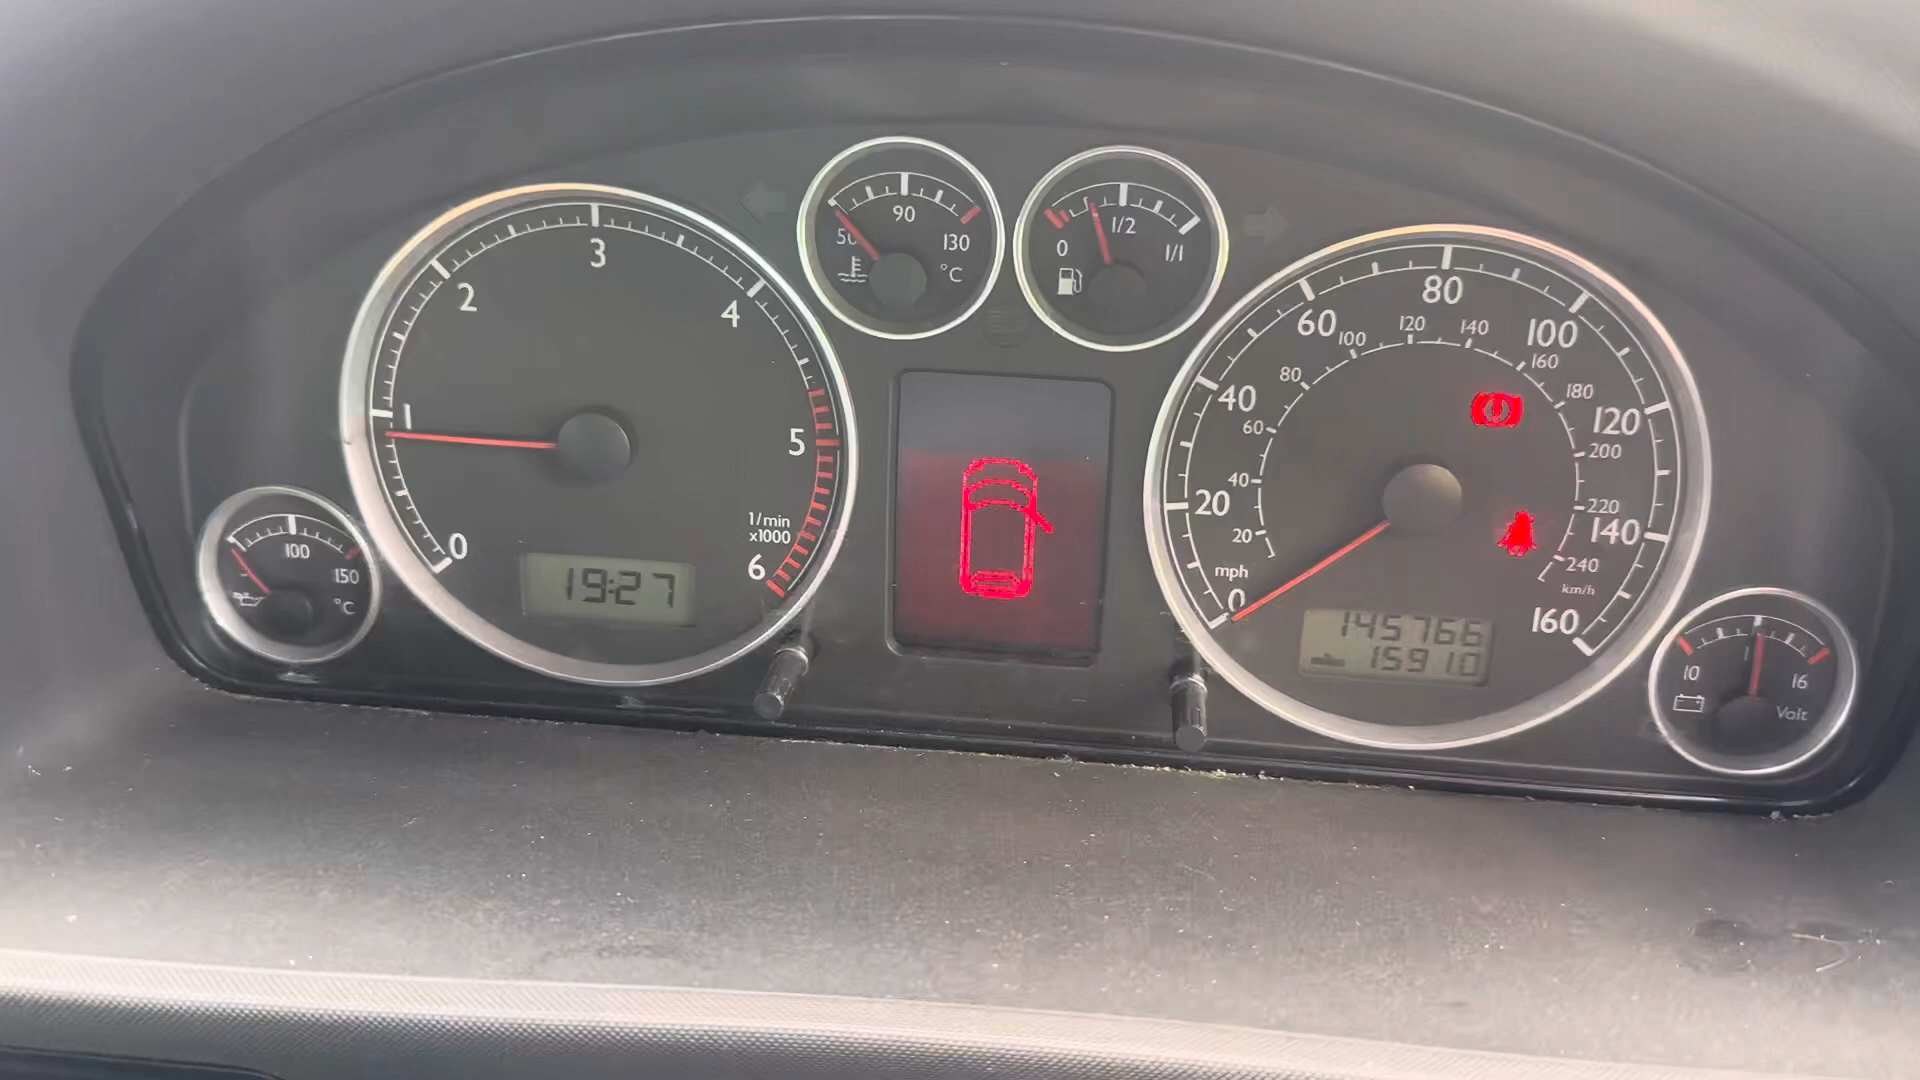 50 90 130 °C
0 1/2 1/1
0 1 2 3 4 5 6
1/min
x1000
19:27
100 150 °C
0 20 40 60 80 100 120 140 160
mph
20 40 60 80 100 120 140 160 180 200 220 240
km/h
145766
15910
10 16
Volt